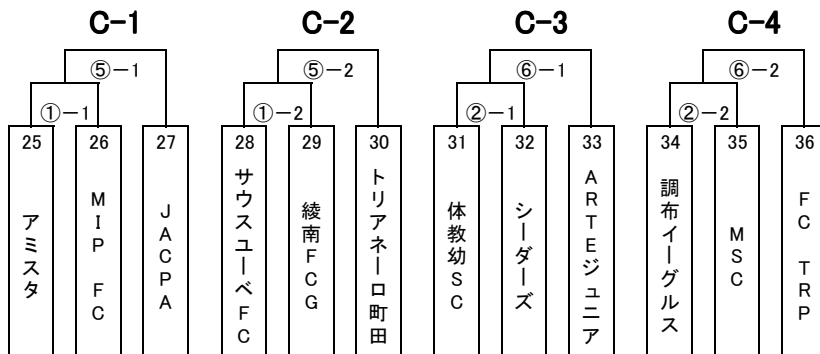 C-1 C-2 C-3 C-4
⑤-1 ⑤-2 ⑥-1 ⑥-2
①-1 ①-2 ②-1 ②-2
25 26 27 28 29 30 31 32 33 34 35 36
アミスタ
MIP FC
JACPA
サウスユーベFC
綾南FCG
トリアネーロ町田
体教幼SC
シーダーズ
ARTEジュニア
調布イーグルス
MSC
FC TRP